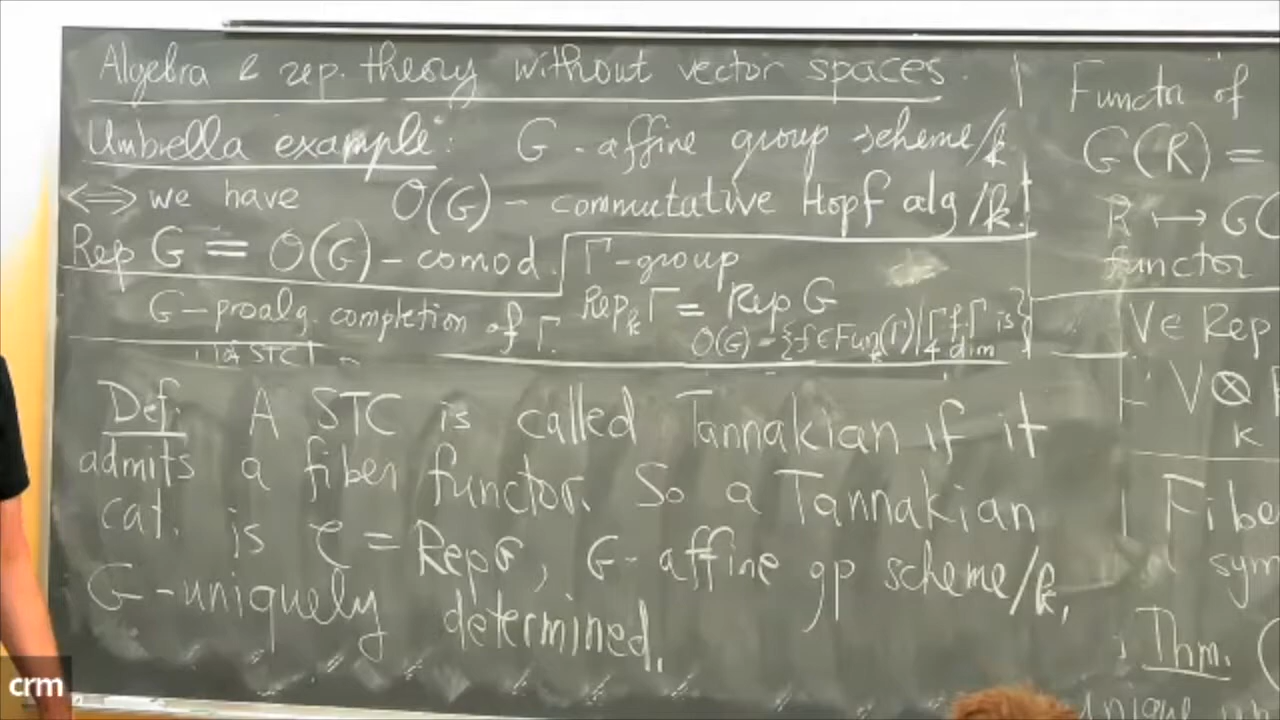 Algebra & rep. theory without vector spaces.
Umbrella example: G - affine group scheme/k
⟺ we have O(G) - commutative Hopf alg/k.
Rep G = O(G) - comod.
Γ-group
G - proalg. completion of Γ.
Rep_k Γ = Rep G
O(G) = {f ∈ Fun_k(Γ) | Γf Γ is f. dim}
Def. A STC is called Tannakian if it
admits a fiber functor. So a Tannakian
cat. is C = Rep G, G - affine gp scheme/k,
G - uniquely determined.
Functor of
G(R) =
R ↦ G(
functor
V ∈ Rep
V ⊗
K
Fibe
sym
Thm. (
crm